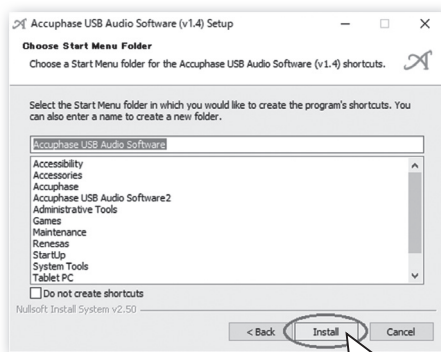 Accuphase USB Audio Software (v1.4) Setup
Choose Start Menu Folder
Choose a Start Menu folder for the Accuphase USB Audio Software (v1.4) shortcuts.
Select the Start Menu folder in which you would like to create the program's shortcuts. You
can also enter a name to create a new folder.
Accuphase USB Audio Software
Accessibility
Accessories
Accuphase
Accuphase USB Audio Software2
Administrative Tools
Games
Maintenance
Renesas
StartUp
System Tools
Tablet PC
Do not create shortcuts
Nullsoft Install System v2.50
< Back Install Cancel